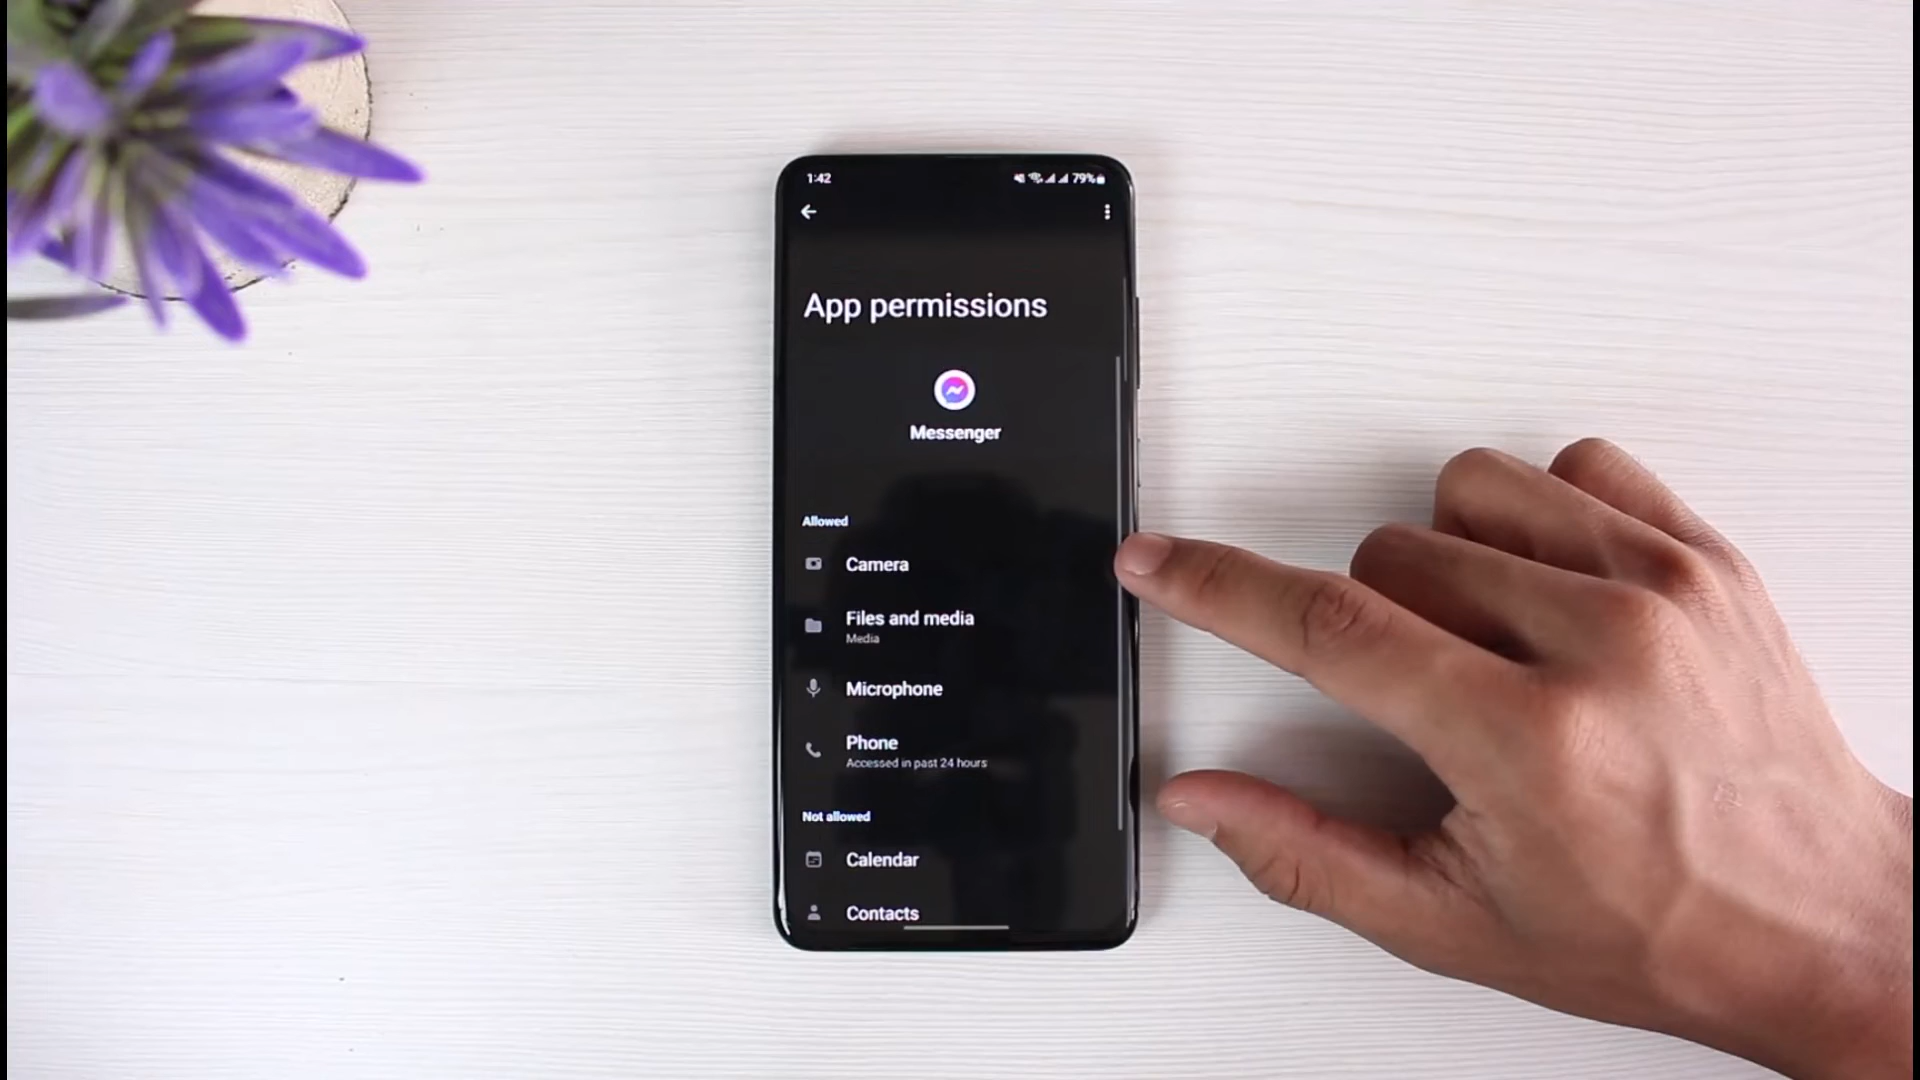 1:42 79%
App permissions
Messenger
Allowed
Camera
Files and media
Media
Microphone
Phone
Accessed in past 24 hours
Not allowed
Calendar
Contacts